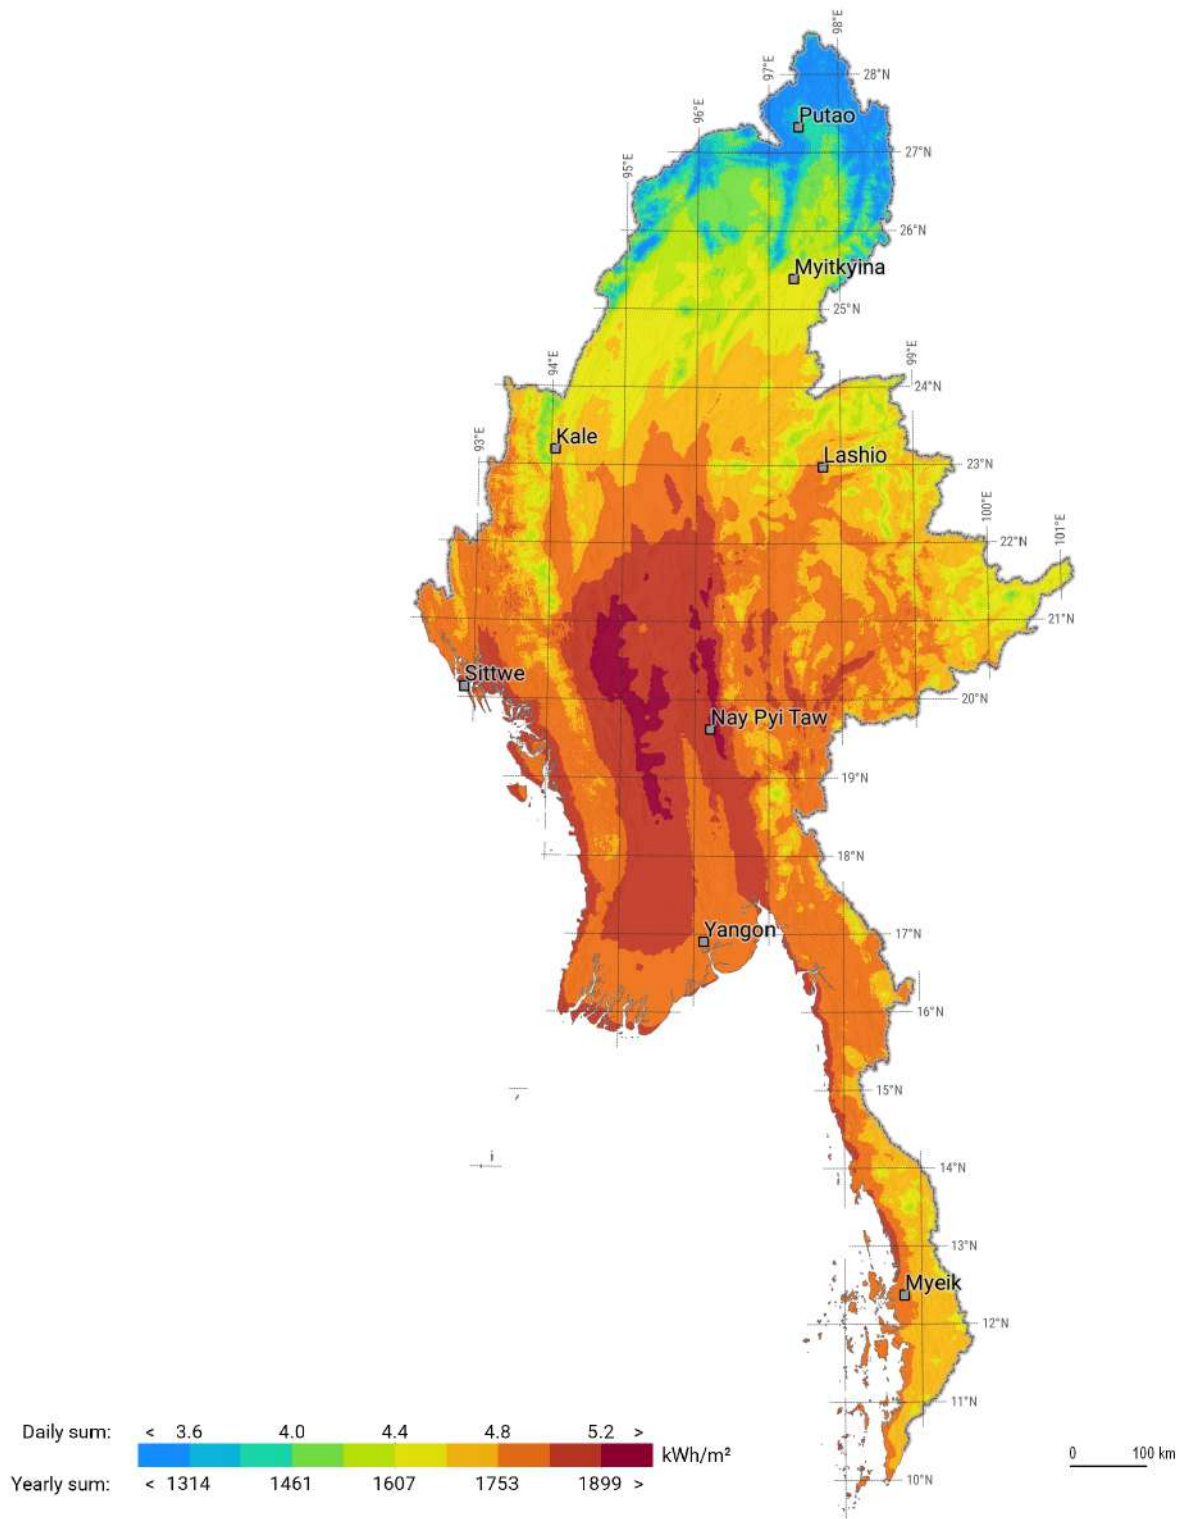 98°E
97°E
28°N
Putao
96°E
27°N
95°E
26°N
Myitkyina
25°N
99°E
94°E
24°N
Kale
93°E
Lashio
23°N
100°E
101°E
22°N
21°N
Sittwe
20°N
Nay Pyi Taw
19°N
18°N
Yangon
17°N
16°N
15°N
14°N
13°N
Myeik
12°N
11°N
Daily sum: < 3.6 4.0 4.4 4.8 5.2 >
kWh/m²
0 100 km
Yearly sum: < 1314 1461 1607 1753 1899 >
10°N